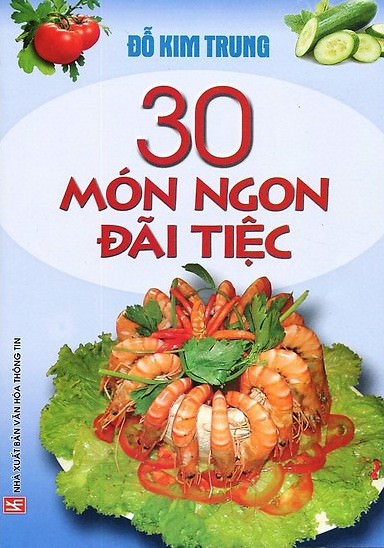 ĐỖ KIM TRUNG
30
MÓN NGON
ĐÃI TIỆC
NHÀ XUẤT BẢN VĂN HÓA THÔNG TIN